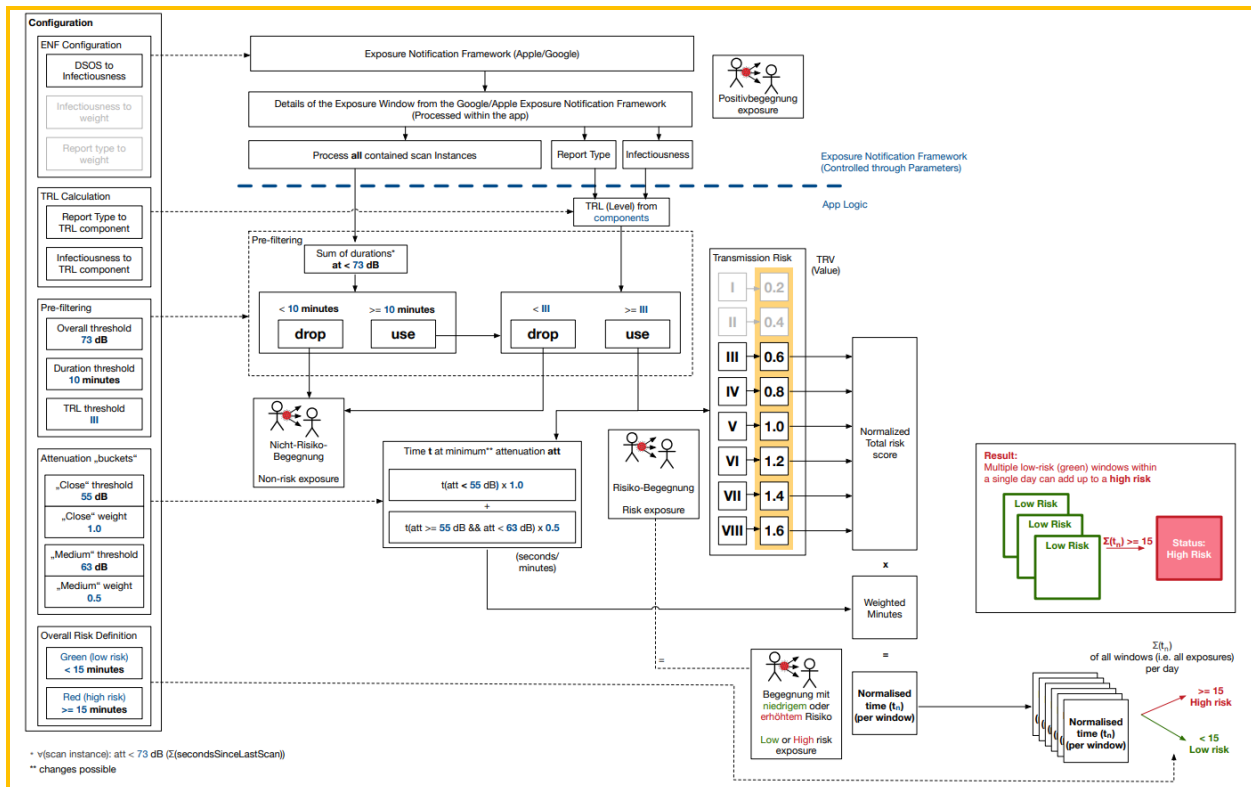 Configuration
ENF Configuration
DSOS to
Infectiousness
Infectiousness to
weight
Report type to
weight
TRL Calculation
Report Type to
TRL component
Infectiousness to
TRL component
Pre-filtering
Overall threshold
73 dB
Duration threshold
10 minutes
TRL threshold
III
Attenuation „buckets“
„Close“ threshold
55 dB
„Close“ weight
1.0
„Medium“ threshold
63 dB
„Medium“ weight
0.5
Overall Risk Definition
Green (low risk)
< 15 minutes
Red (high risk)
>= 15 minutes
Exposure Notification Framework (Apple/Google)
Details of the Exposure Window from the Google/Apple Exposure Notification Framework
(Processed within the app)
Process all contained scan Instances
Report Type
Infectiousness
Positivbegegnung
exposure
Exposure Notification Framework
(Controlled through Parameters)
App Logic
TRL (Level) from
components
Pre-filtering
Sum of durations*
at < 73 dB
< 10 minutes
>= 10 minutes
drop
use
< III
>= III
drop
use
Nicht-Risiko-
Begegnung
Non-risk exposure
Time t at minimum** attenuation att
t(att < 55 dB) x 1.0
+
t(att >= 55 dB && att < 63 dB) x 0.5
(seconds/
minutes)
Risiko-Begegnung
Risk exposure
Transmission Risk
TRV
(Value)
I
0.2
II
0.4
III
0.6
IV
0.8
V
1.0
VI
1.2
VII
1.4
VIII
1.6
Normalized
Total risk
score
x
Weighted
Minutes
=
=
Begegnung mit
niedrigem oder
erhöhtem Risiko
Low or High risk
exposure
Normalised
time (tn)
(per window)
Result:
Multiple low-risk (green) windows within
a single day can add up to a high risk
Low Risk
Low Risk
Low Risk
Σ(tn) >= 15
Status:
High Risk
Σ(tn)
of all windows (i.e. all exposures)
per day
Normalised
time (tn)
(per window)
>= 15
High risk
< 15
Low risk
* ∀(scan instance): att < 73 dB (Σ(secondsSinceLastScan))
** changes possible